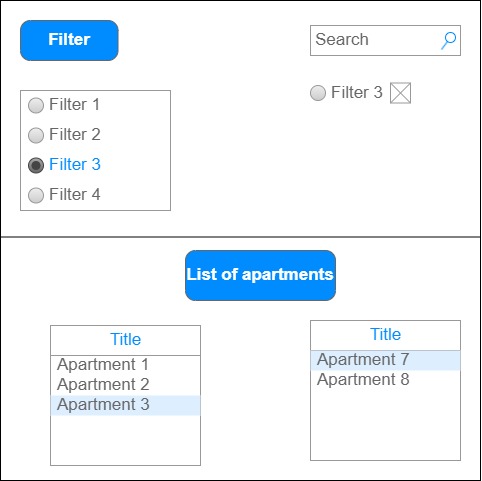 Filter
Search
Filter 1
Filter 2
Filter 3
Filter 4
Filter 3
List of apartments
Title
Apartment 1
Apartment 2
Apartment 3
Title
Apartment 7
Apartment 8